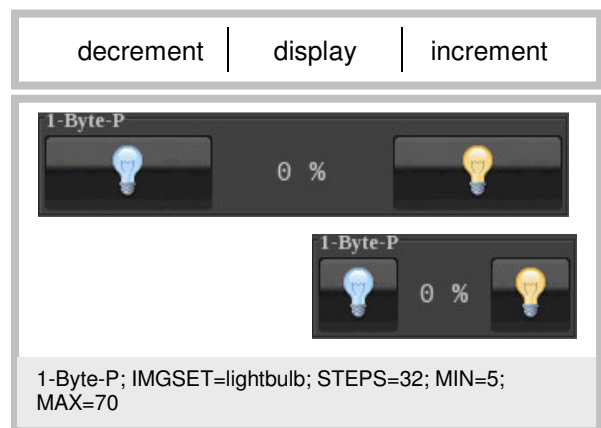 decrement display increment
1-Byte-P
0 %
1-Byte-P
0 %
1-Byte-P; IMGSET=lightbulb; STEPS=32; MIN=5;
MAX=70